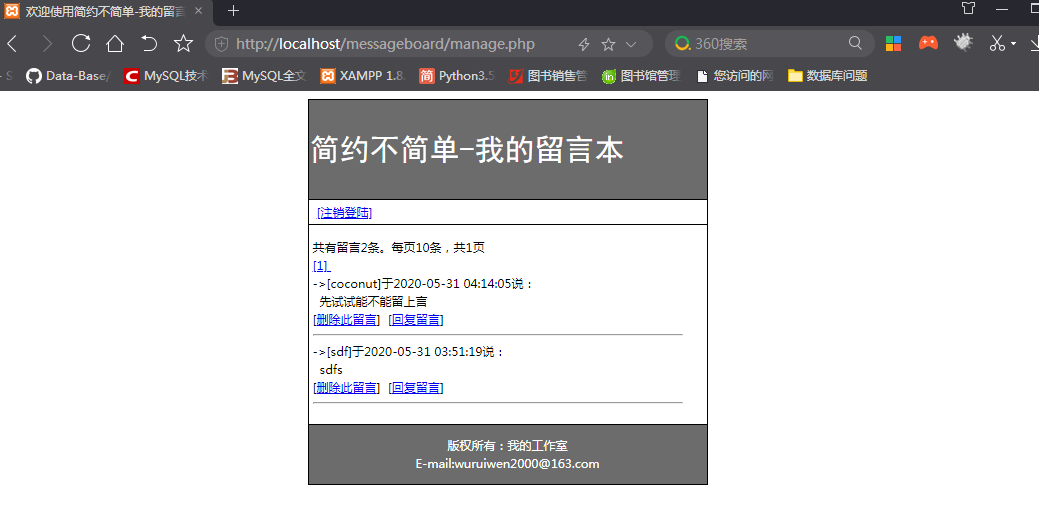 欢迎使用简约不简单-我的留言
http://localhost/messageboard/manage.php
360搜索
S
Data-Base/
MySQL技术
MySQL全文
XAMPP 1.8.
Python3.5
图书销售管
图书馆管理
您访问的网
数据库问题
简约不简单-我的留言本
[注销登陆]
共有留言2条。每页10条，共1页
[1]
->[coconut]于2020-05-31 04:14:05说：
先试试能不能留上言
[删除此留言] [回复留言]
->[sdf]于2020-05-31 03:51:19说：
sdfs
[删除此留言] [回复留言]
版权所有：我的工作室
E-mail:wuruiwen2000@163.com